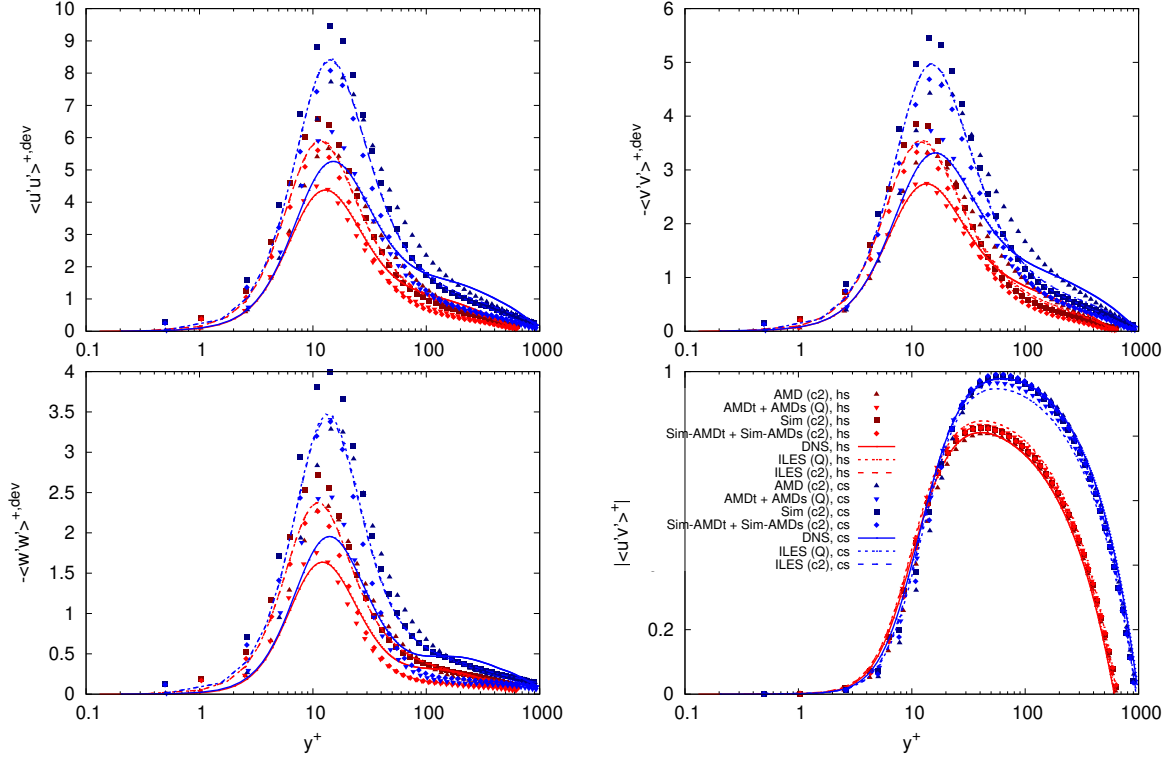 10
9
8
7
6
5
4
3
2
1
0
0.1
1
10
100
1000
<u'u'>+,dev
6
5
4
3
2
1
0
0.1
1
10
100
1000
-<v'v'>+,dev
4
3.5
3
2.5
2
1.5
1
0.5
0
0.1
1
10
100
1000
-<w'w'>+,dev
y+
1
0.2
0
0.1
1
10
100
1000
|<u'v'>+|
y+
AMD (c2), hs
AMDt + AMDs (Q), hs
Sim (c2), hs
Sim-AMDt + Sim-AMDs (c2), hs
DNS, hs
ILES (Q), hs
ILES (c2), hs
AMD (c2), cs
AMDt + AMDs (Q), cs
Sim (c2), cs
Sim-AMDt + Sim-AMDs (c2), cs
DNS, cs
ILES (Q), cs
ILES (c2), cs